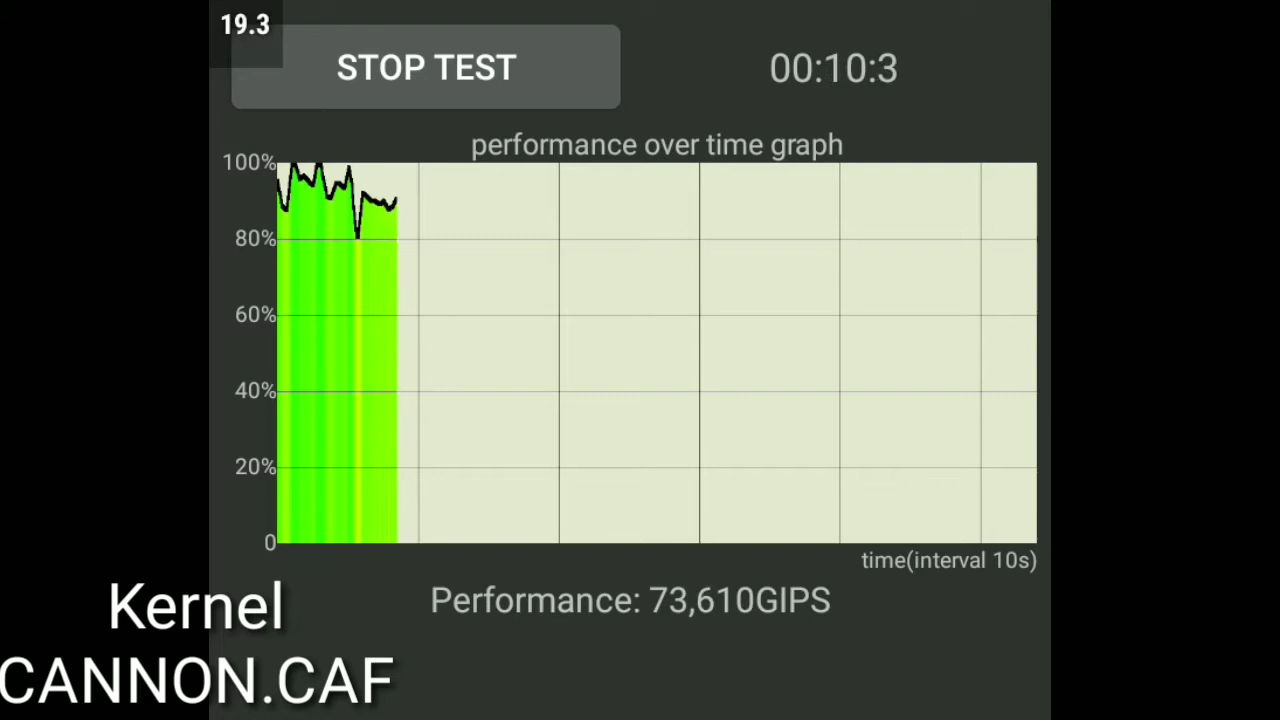 19.3
STOP TEST
00:10:3
performance over time graph
100%
80%
60%
40%
20%
0
time(interval 10s)
Performance: 73,610GIPS
Kernel
CANNON.CAF